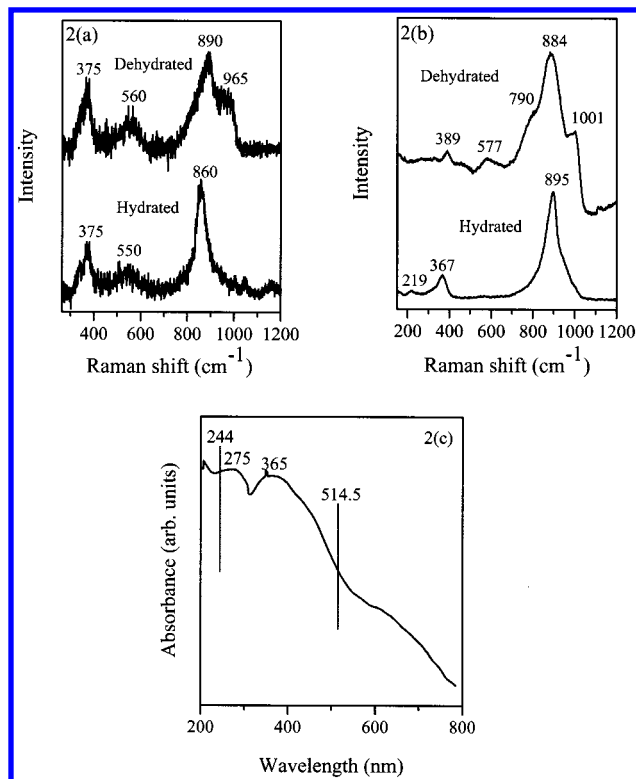 2(a)
890
375
Dehydrated
965
560
860
Hydrated
375
550
Intensity
400 600 800 1000 1200
Raman shift (cm-1)
2(b)
884
Dehydrated
790
1001
389
577
895
Hydrated
219
367
Intensity
200 400 600 800 1000 1200
Raman shift (cm-1)
2(c)
244
275
365
514.5
Absorbance (arb. units)
200 400 600 800
Wavelength (nm)